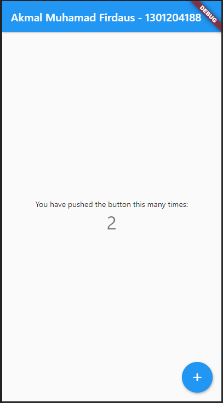 Akmal Muhamad Firdaus - 1301204188
DEBUG
You have pushed the button this many times:
2
+